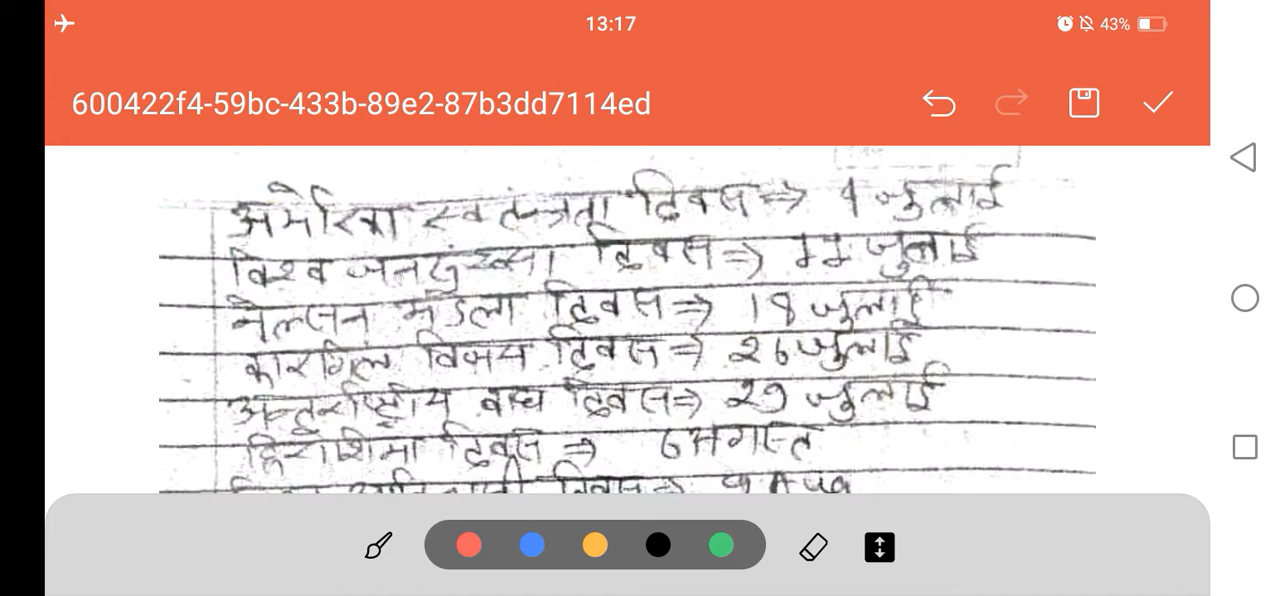 13:17
43%
600422f4-59bc-433b-89e2-87b3dd7114ed
अमेरिका स्वतंत्रता दिवस ⇒ 4 जुलाई
विश्व जनसंख्या दिवस ⇒ 11 जुलाई
नेल्सन मंडेला दिवस ⇒ 18 जुलाई
कारगिल विजय दिवस ⇒ 26 जुलाई
अन्तर्राष्ट्रीय बाघ दिवस ⇒ 29 जुलाई
हिरोशिमा दिवस ⇒ 6 अगस्त